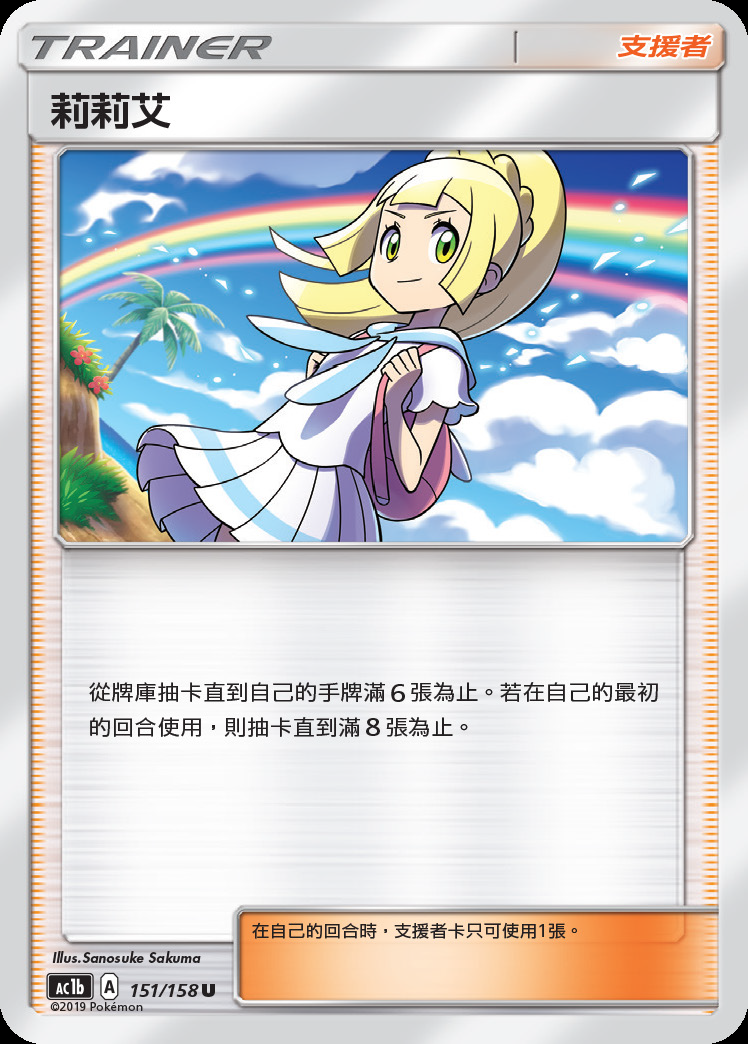 TRAINER 支援者
莉莉艾
從牌庫抽卡直到自己的手牌滿6張為止。若在自己的最初
的回合使用，則抽卡直到滿8張為止。
在自己的回合時，支援者卡只可使用1張。
Illus.Sanosuke Sakuma
AC1b A 151/158 U
©2019 Pokémon